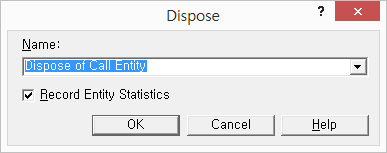 Dispose
?
Name:
Dispose of Call Entity
Record Entity Statistics
OK
Cancel
Help